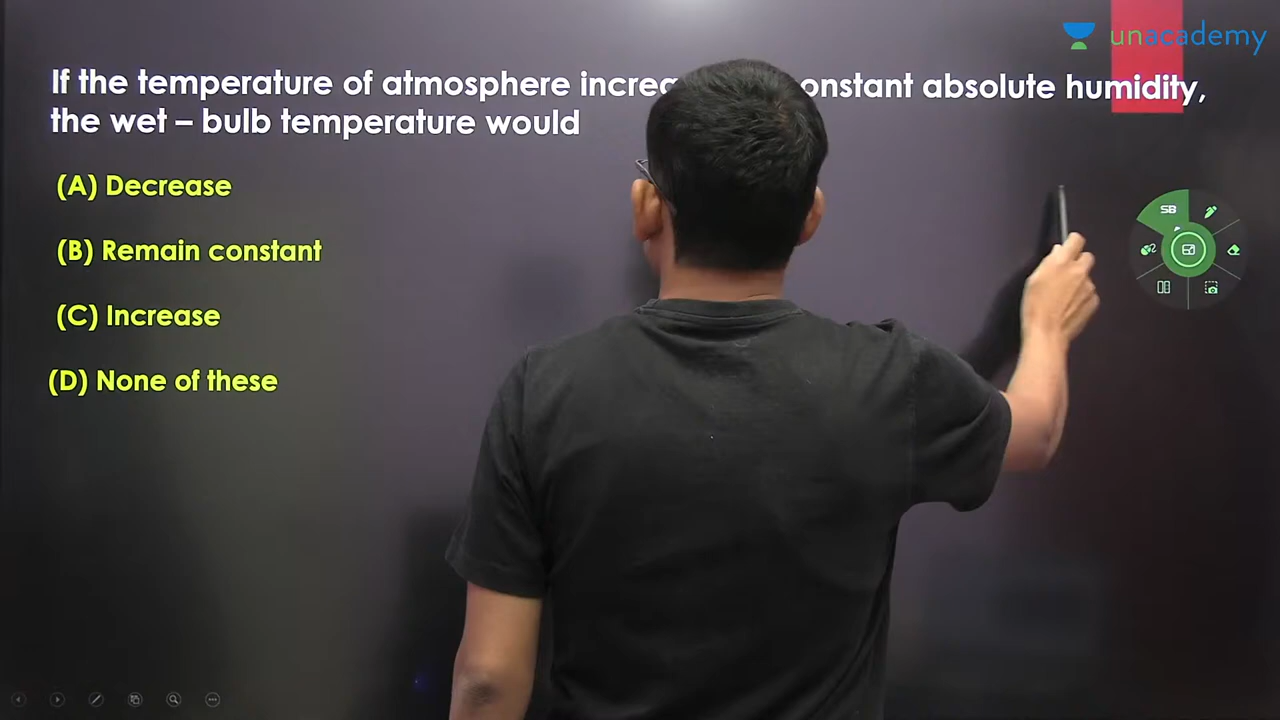 unacademy
If the temperature of atmosphere increa onstant absolute humidity,
the wet – bulb temperature would
(A) Decrease
(B) Remain constant
(C) Increase
(D) None of these
SB